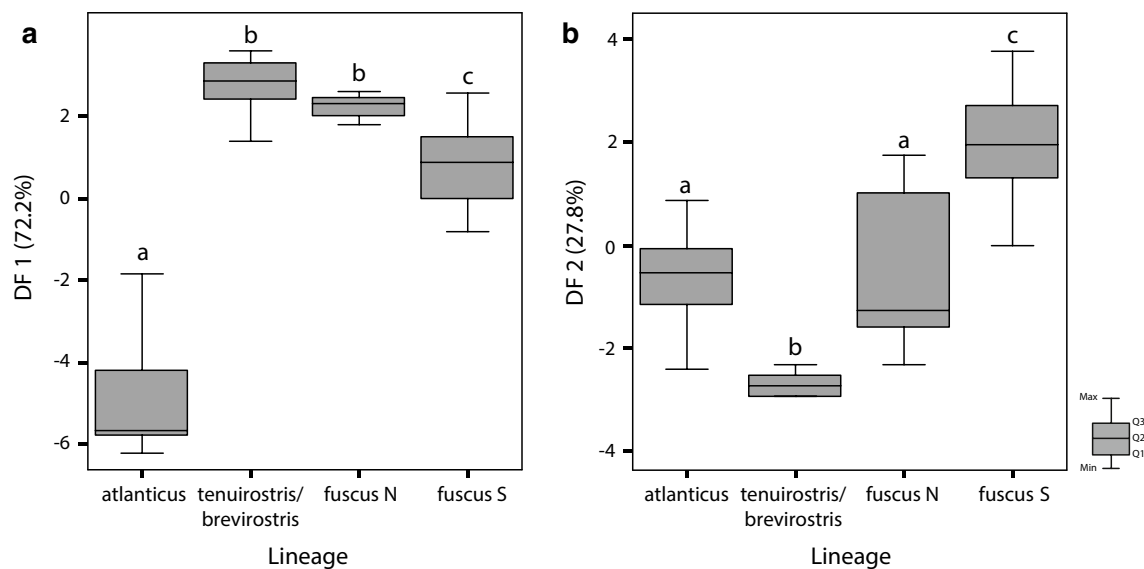 a
b
b
c
a
DF 1 (72.2%)
2
0
-2
-4
-6
atlanticus
tenuirostris/
brevirostris
fuscus N
fuscus S
Lineage
b
c
a
a
b
DF 2 (27.8%)
4
2
0
-2
-4
atlanticus
tenuirostris/
brevirostris
fuscus N
fuscus S
Lineage
Max
Q3
Q2
Q1
Min